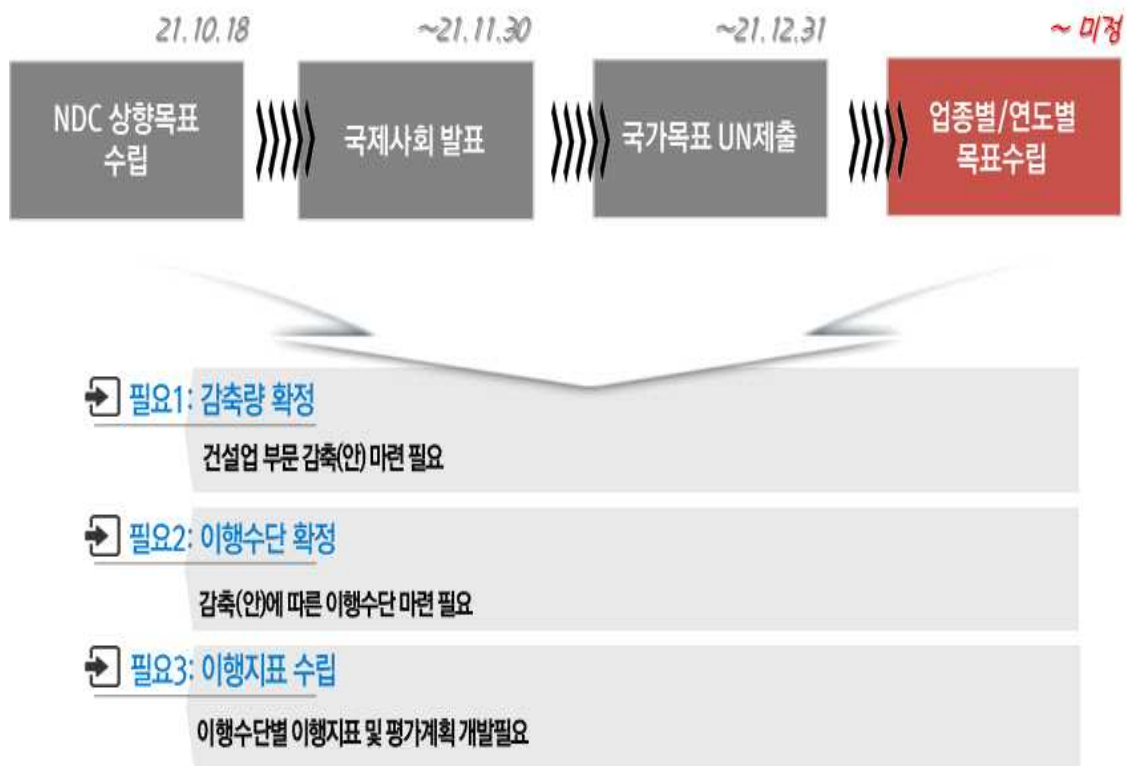 21.10.18
~21.11.30
~21.12.31
~ 미정
NDC 상향목표
수립
국제사회 발표
국가목표 UN제출
업종별/연도별
목표수립
필요1: 감축량 확정
건설업 부문 감축(안) 마련 필요
필요2: 이행수단 확정
감축(안)에 따른 이행수단 마련 필요
필요3: 이행지표 수립
이행수단별 이행지표 및 평가계획 개발필요